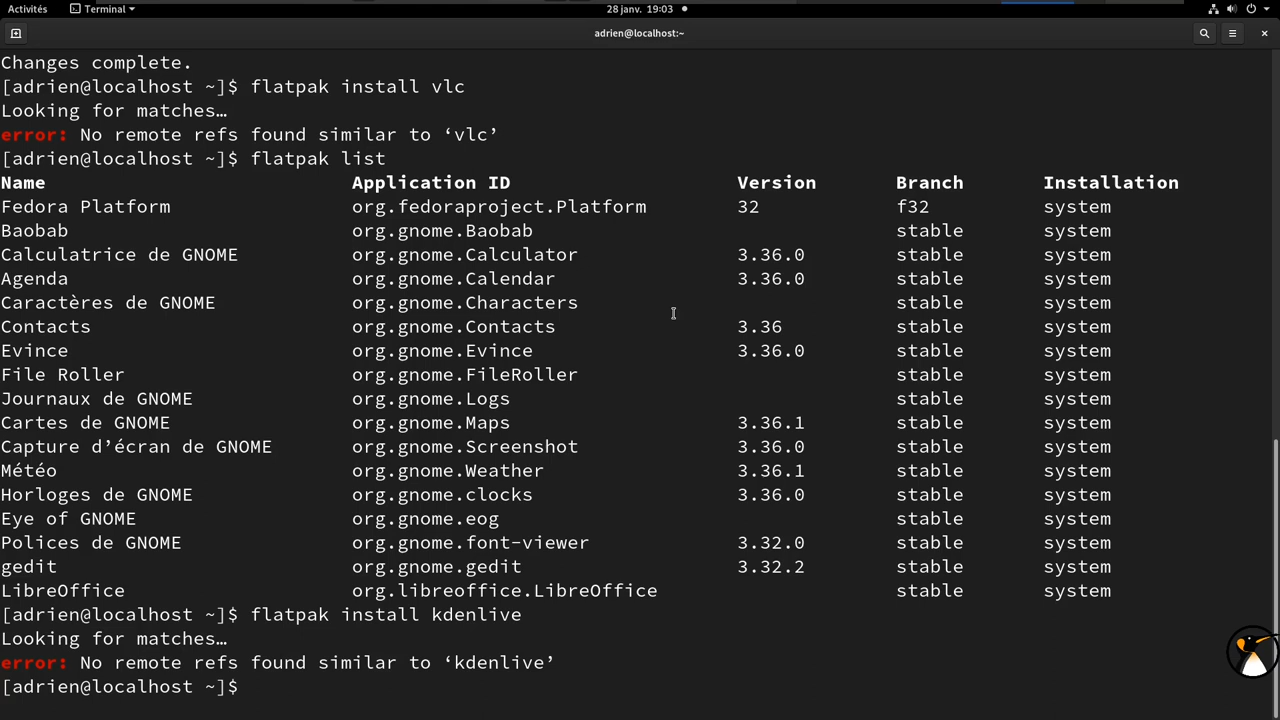 Activités Terminal 28 janv. 19:03
adrien@localhost:~
Changes complete.
[adrien@localhost ~]$ flatpak install vlc
Looking for matches…
error: No remote refs found similar to ‘vlc’
[adrien@localhost ~]$ flatpak list
Name Application ID Version Branch Installation
Fedora Platform org.fedoraproject.Platform 32 f32 system
Baobab org.gnome.Baobab stable system
Calculatrice de GNOME org.gnome.Calculator 3.36.0 stable system
Agenda org.gnome.Calendar 3.36.0 stable system
Caractères de GNOME org.gnome.Characters stable system
Contacts org.gnome.Contacts 3.36 stable system
Evince org.gnome.Evince 3.36.0 stable system
File Roller org.gnome.FileRoller stable system
Journaux de GNOME org.gnome.Logs stable system
Cartes de GNOME org.gnome.Maps 3.36.1 stable system
Capture d’écran de GNOME org.gnome.Screenshot 3.36.0 stable system
Météo org.gnome.Weather 3.36.1 stable system
Horloges de GNOME org.gnome.clocks 3.36.0 stable system
Eye of GNOME org.gnome.eog stable system
Polices de GNOME org.gnome.font-viewer 3.32.0 stable system
gedit org.gnome.gedit 3.32.2 stable system
LibreOffice org.libreoffice.LibreOffice stable system
[adrien@localhost ~]$ flatpak install kdenlive
Looking for matches…
error: No remote refs found similar to ‘kdenlive’
[adrien@localhost ~]$